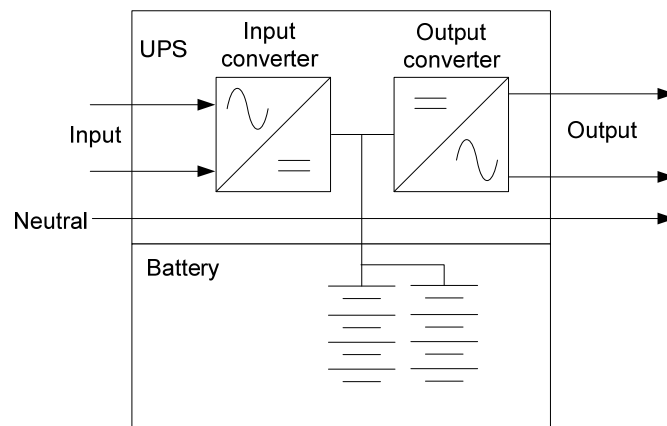 UPS
Input
converter
Output
converter
Input
Output
Neutral
Battery